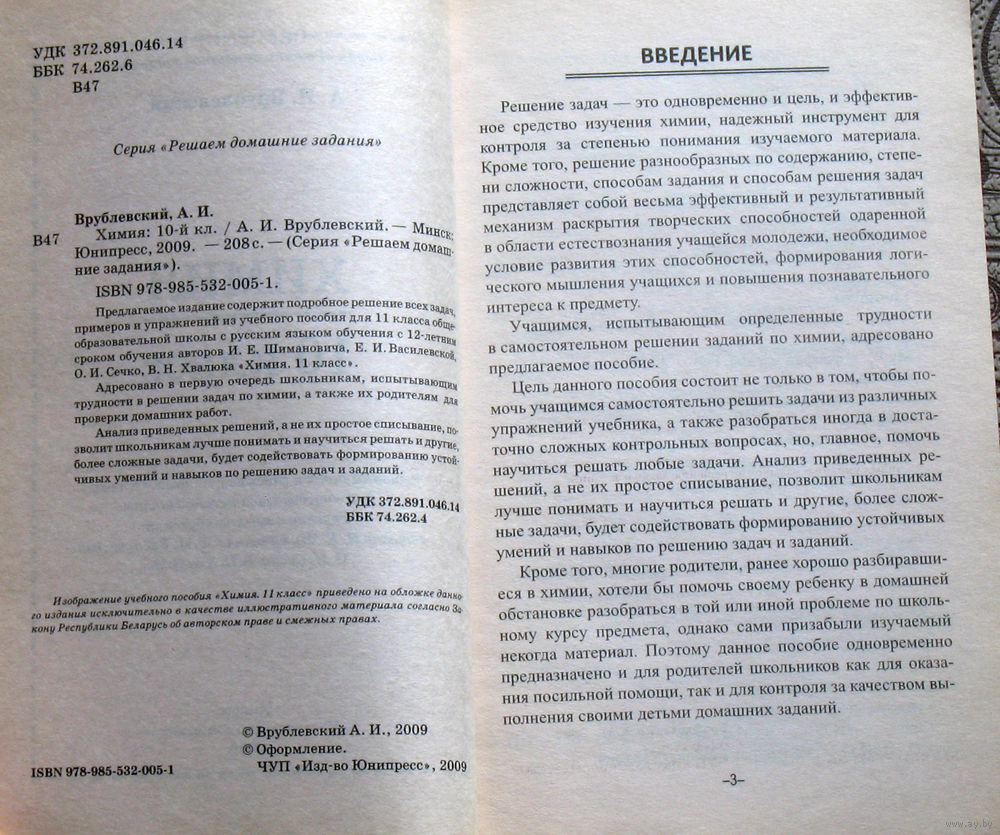 УДК 372.891.046.14
ББК 74.262.6
В47
Серия «Решаем домашние задания»
Врублевский, А. И.
В47 Химия: 10-й кл. / А. И. Врублевский. — Минск:
Юнипресс, 2009. — 208 с. — (Серия «Решаем домаш-
ние задания»).
ISBN 978-985-532-005-1.
Предлагаемое издание содержит подробное решение всех задач,
примеров и упражнений из учебного пособия для 11 класса обще-
образовательной школы с русским языком обучения с 12-летним
сроком обучения авторов И. Е. Шимановича, Е. И. Василевской,
О. И. Сечко, В. Н. Хвалюка «Химия. 11 класс».
Адресовано в первую очередь школьникам, испытывающим
трудности в решении задач по химии, а также их родителям для
проверки домашних работ.
Анализ приведенных решений, а не их простое списывание, поз-
волит школьникам лучше понимать и научиться решать и другие,
более сложные задачи, будет содействовать формированию устой-
чивых умений и навыков по решению задач и заданий.
УДК 372.891.046.14
ББК 74.262.4
Изображение учебного пособия «Химия. 11 класс» приведено на обложке данно-
го издания исключительно в качестве иллюстративного материала согласно За-
кону Республики Беларусь об авторском праве и смежных правах.
© Врублевский А. И., 2009
© Оформление.
ЧУП «Изд-во Юнипресс», 2009
ISBN 978-985-532-005-1
ВВЕДЕНИЕ
Решение задач — это одновременно и цель, и эффектив-
ное средство изучения химии, надежный инструмент для
контроля за степенью понимания изучаемого материала.
Кроме того, решение разнообразных по содержанию, степе-
ни сложности, способам задания и способам решения задач
представляет собой весьма эффективный и результативный
механизм раскрытия творческих способностей одаренной
в области естествознания учащейся молодежи, необходимое
условие развития этих способностей, формирования логи-
ческого мышления учащихся и повышения познавательного
интереса к предмету.
Учащимся, испытывающим определенные трудности
в самостоятельном решении заданий по химии, адресовано
предлагаемое пособие.
Цель данного пособия состоит не только в том, чтобы по-
мочь учащимся самостоятельно решить задачи из различных
упражнений учебника, а также разобраться иногда в доста-
точно сложных контрольных вопросах, но, главное, помочь
научиться решать любые задачи. Анализ приведенных ре-
шений, а не их простое списывание, позволит школьникам
лучше понимать и научиться решать и другие, более слож-
ные задачи, будет содействовать формированию устойчивых
умений и навыков по решению задач и заданий.
Кроме того, многие родители, ранее хорошо разбиравши-
еся в химии, хотели бы помочь своему ребенку в домашней
обстановке разобраться в той или иной проблеме по школь-
ному курсу предмета, однако сами призабыли изучаемый
некогда материал. Поэтому данное пособие одновременно
предназначено и для родителей школьников как для оказа-
ния посильной помощи, так и для контроля за качеством вы-
полнения своими детьми домашних заданий.
–3–
www.ay.by